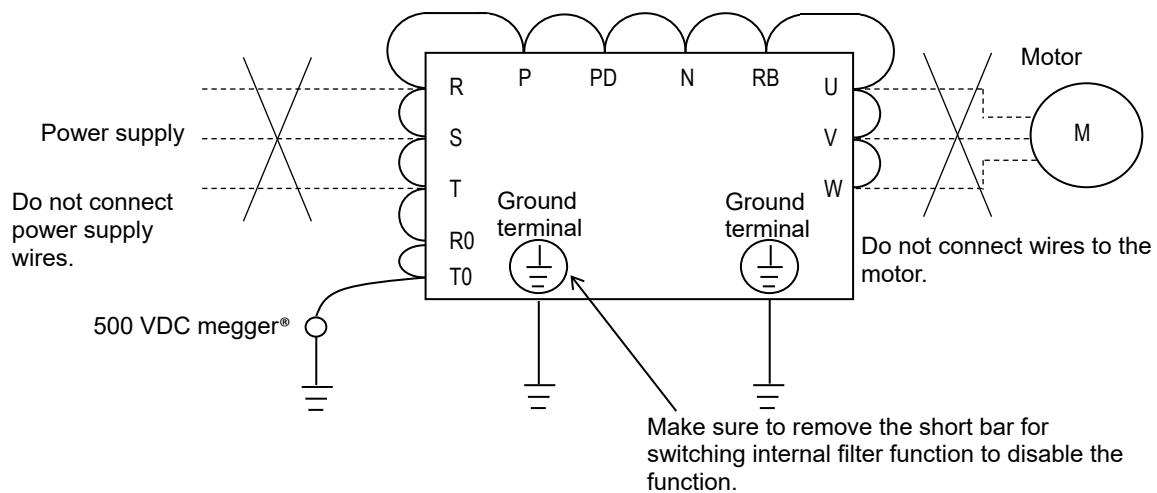 Motor
P PD N RB
R
U
Power supply
S
V
M
T
W
Do not connect
power supply
wires.
Ground
terminal
Ground
terminal
R0
T0
Do not connect wires to the
motor.
500 VDC megger®
Make sure to remove the short bar for
switching internal filter function to disable the
function.